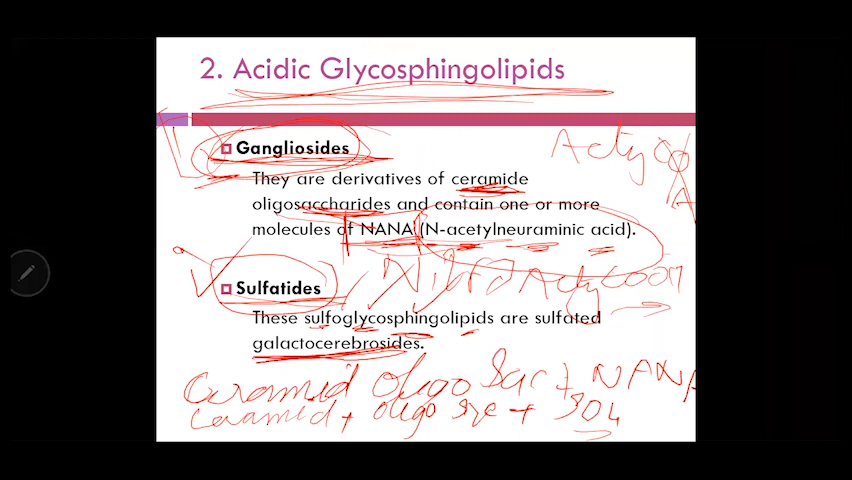 2. Acidic Glycosphingolipids
Gangliosides
They are derivatives of ceramide
oligosaccharides and contain one or more
molecules of NANA (N-acetylneuraminic acid).
Sulfatides
These sulfoglycosphingolipids are sulfated
galactocerebrosides.
Ceramid oligo Sac + NANA
Ceramid + oligo + SO4